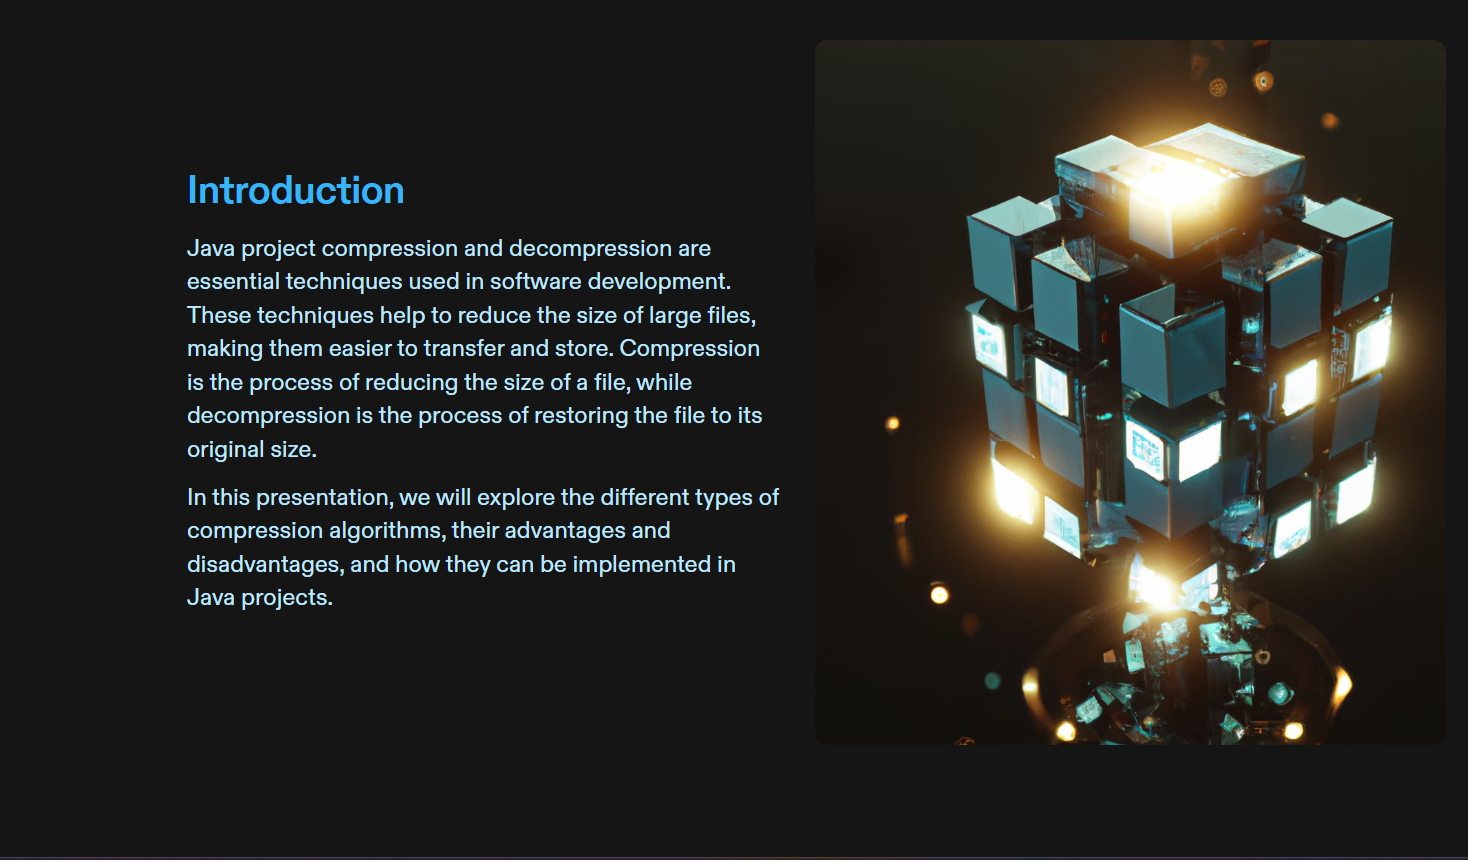 Introduction
Java project compression and decompression are
essential techniques used in software development.
These techniques help to reduce the size of large files,
making them easier to transfer and store. Compression
is the process of reducing the size of a file, while
decompression is the process of restoring the file to its
original size.
In this presentation, we will explore the different types of
compression algorithms, their advantages and
disadvantages, and how they can be implemented in
Java projects.